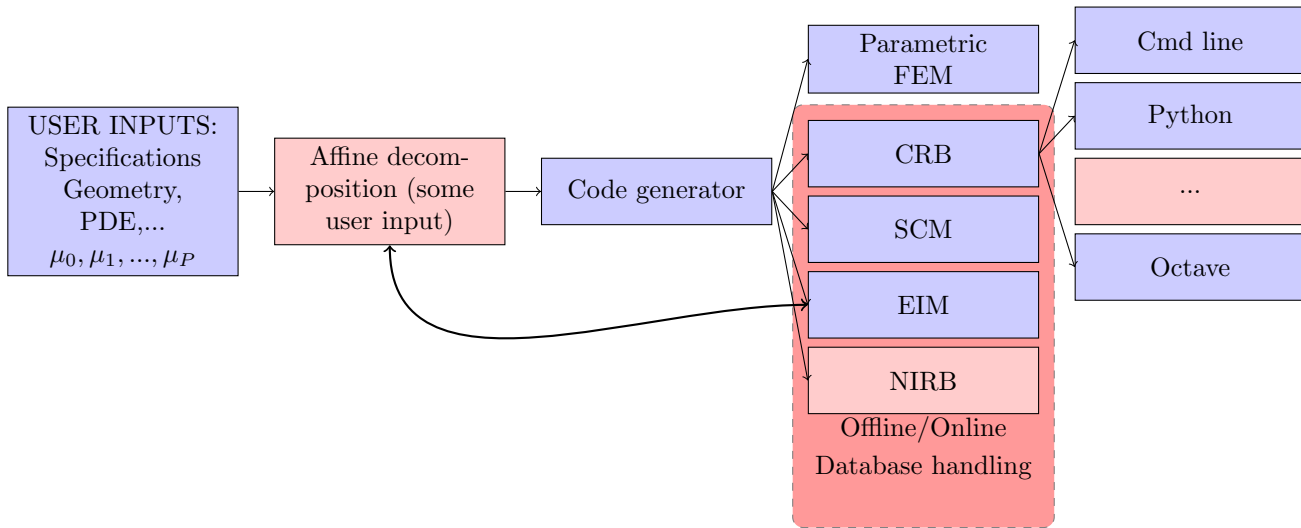 USER INPUTS:
Specifications
Geometry,
PDE,...
μ₀, μ₁, ..., μ_P
Affine decom-
position (some
user input)
Code generator
Parametric
FEM
CRB
SCM
EIM
NIRB
Offline/Online
Database handling
Cmd line
Python
...
Octave